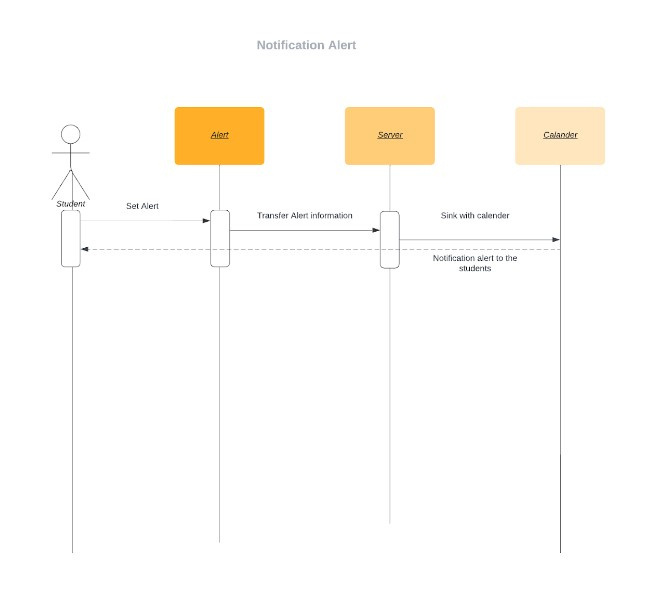 Notification Alert
Alert
Server
Calander
Student
Set Alert
Transfer Alert information
Sink with calender
Notification alert to the
students